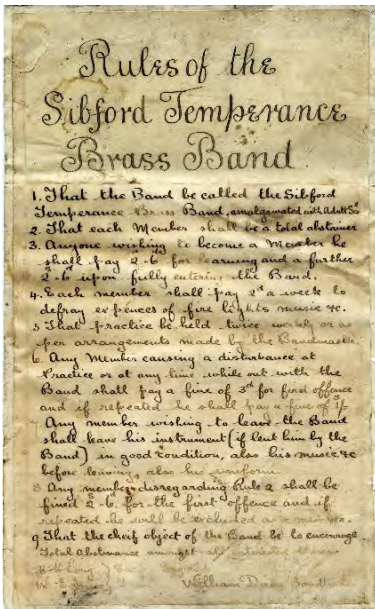 Rules of the
Sibford Temperance
Brass Band
1. That the Band be called the Sibford
Temperance Brass Band, amalgamated with Adult Sc
2. That each Member shall be a total abstainer
3. Anyone wishing to become a Member he
shall pay 2-6 for learning and a further
2-6 upon fully entering the Band.
4. Each member shall pay 2d a week to
defray expences of fire lights music &c.
5 That practice be held twice weekly or as
per arrangements made by the Bandmaster
6. Any Member causing a disturbance at
Practice or at any time while out with the
Band shall pay a fine of 3d for first offence
and if repeated he shall pay a fine of 1/-
7 Any member wishing to leave the Band
shall leave his instrument (if lent him by the
Band) in good condition, also his music &c
before leaving, also his uniform
8 Any member disregarding Rule 2 shall be
fined 2-6 for the first offence and if
repeated he will be excluded as a member.
9 That the cheif object of the Band be to encourage
Total Abstinence amongst
William Bandmaster